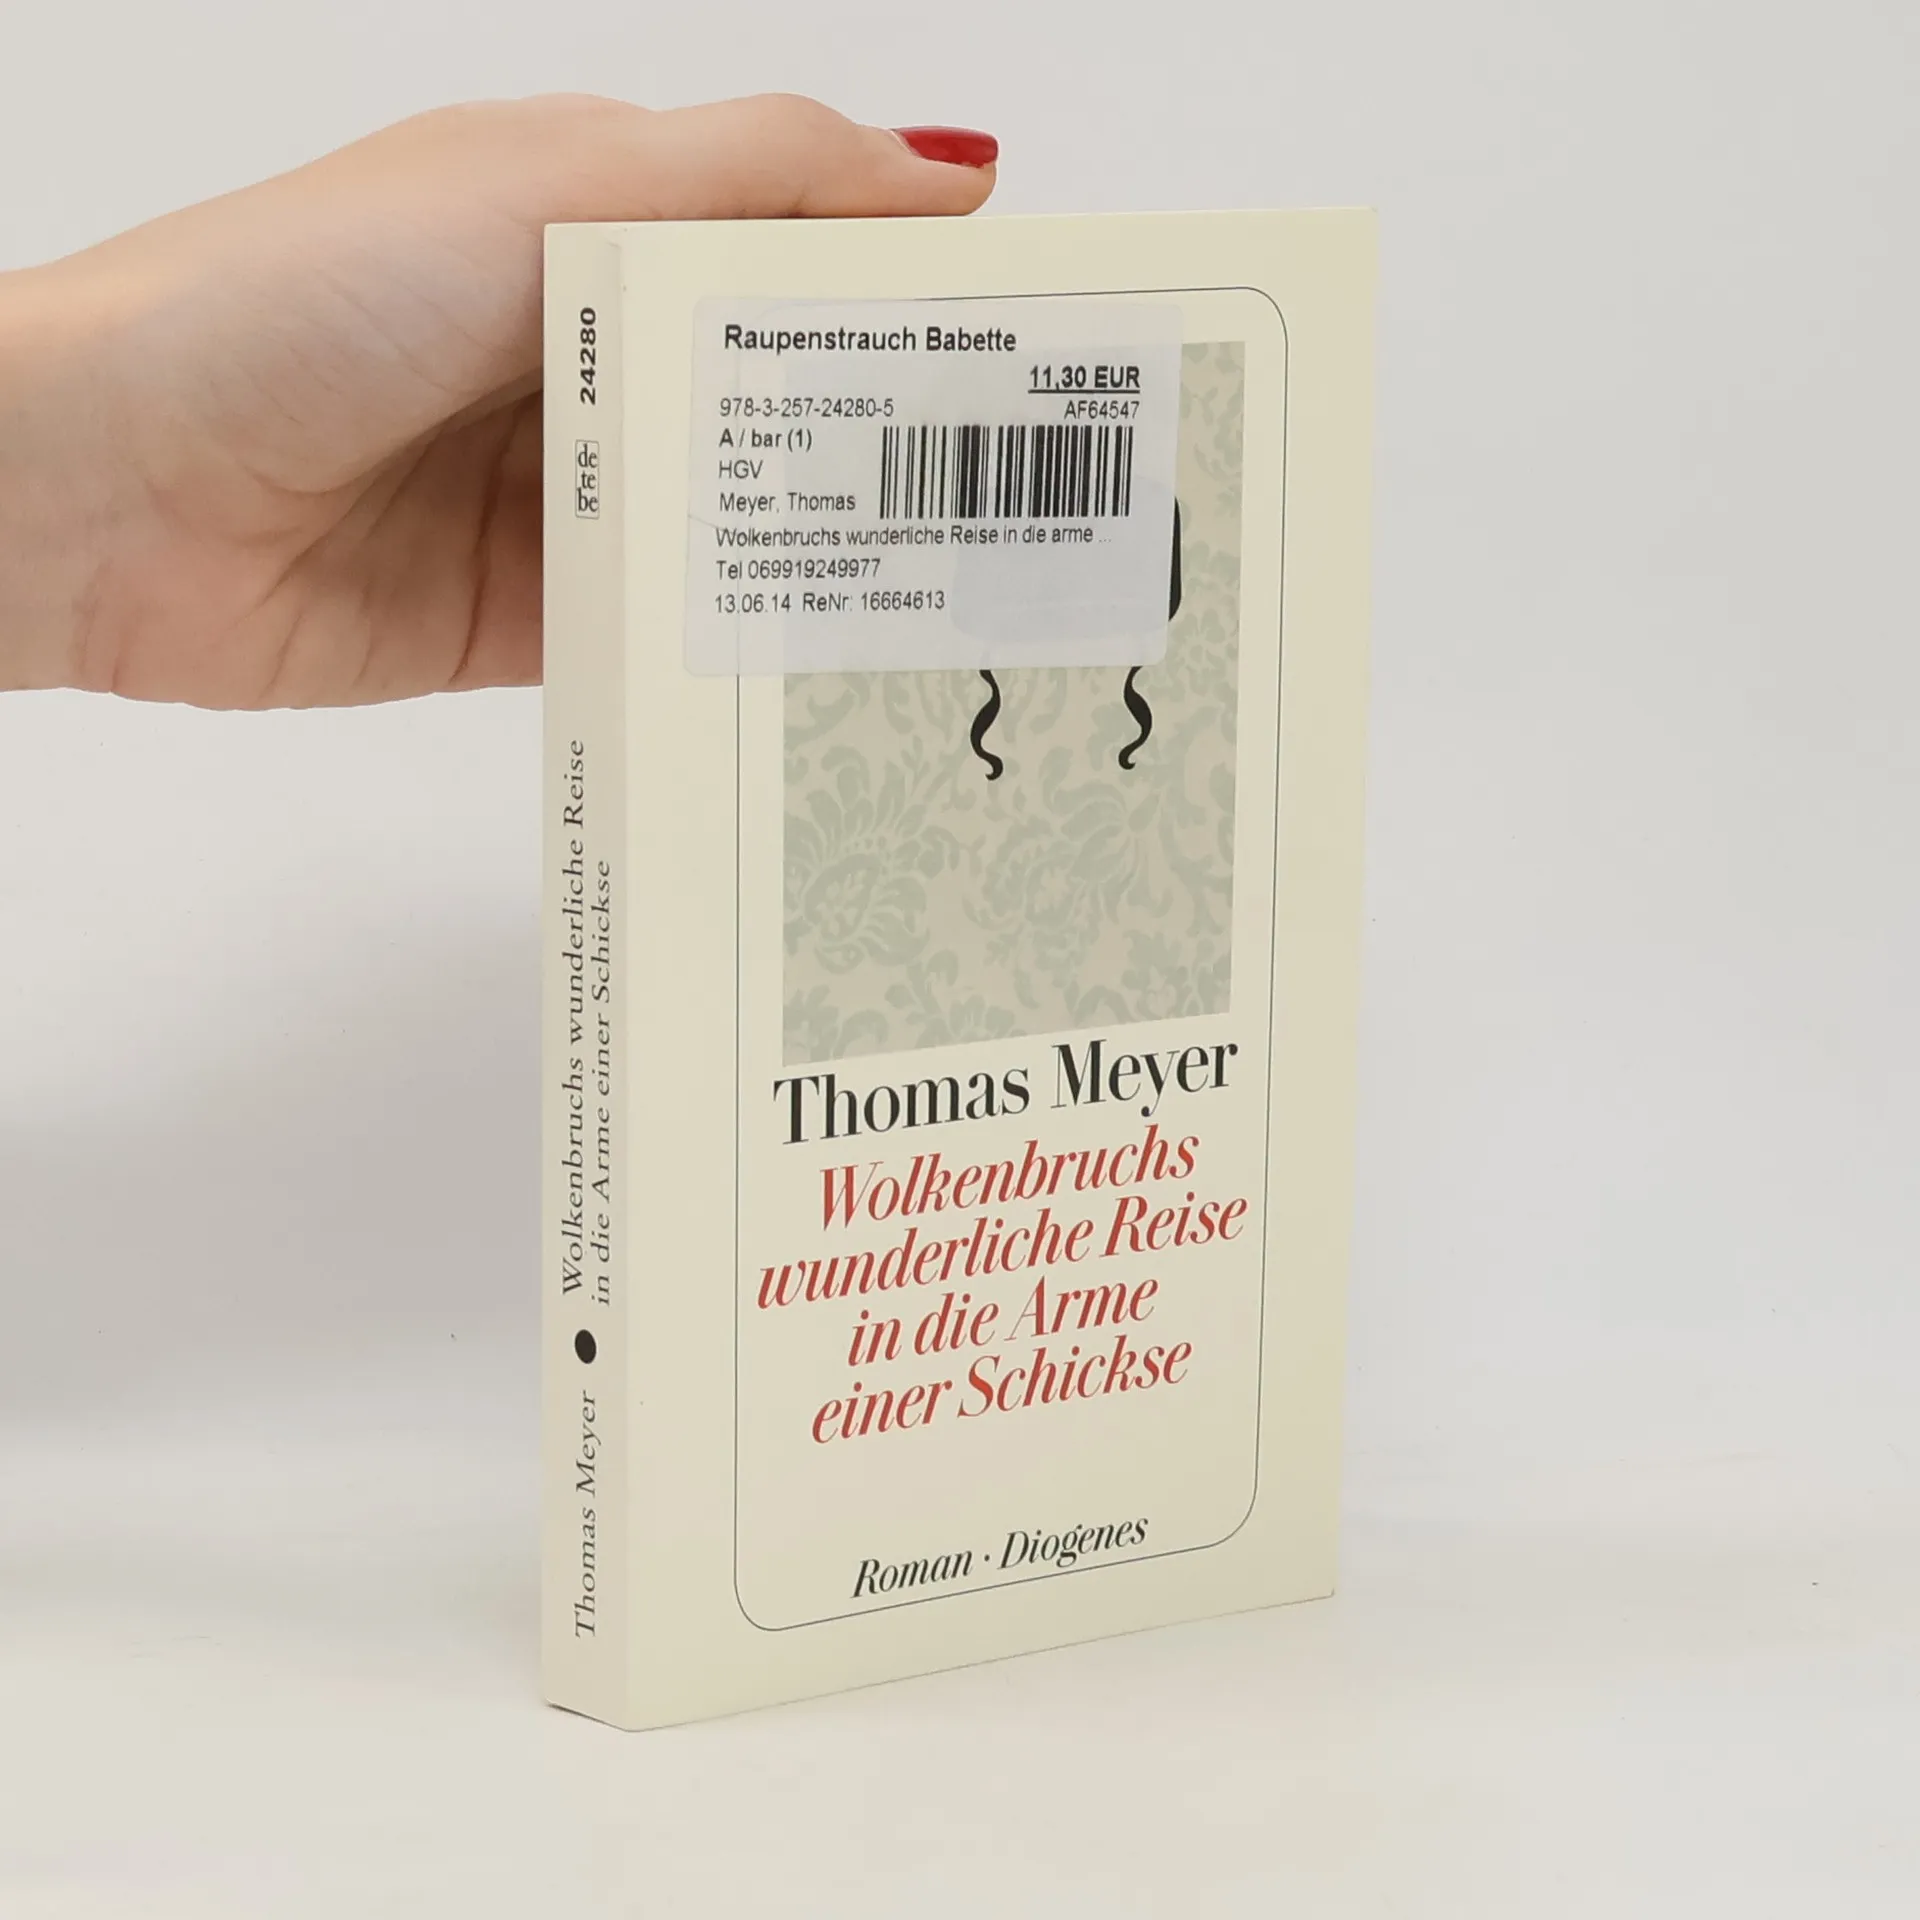 Raupenstrauch Babette
11,30 EUR
978-3-257-24280-5 AF64547
A / bar (1)
HGV
Meyer, Thomas
Wolkenbruchs wunderliche Reise in die arme ...
Tel 069919249977
13.06.14 ReNr: 16664613
Thomas Meyer
Wolkenbruchs
wunderliche Reise
in die Arme
einer Schickse
Roman · Diogenes
24280
de
te
be
Wolkenbruchs wunderliche Reise
in die Arme einer Schickse
Thomas Meyer